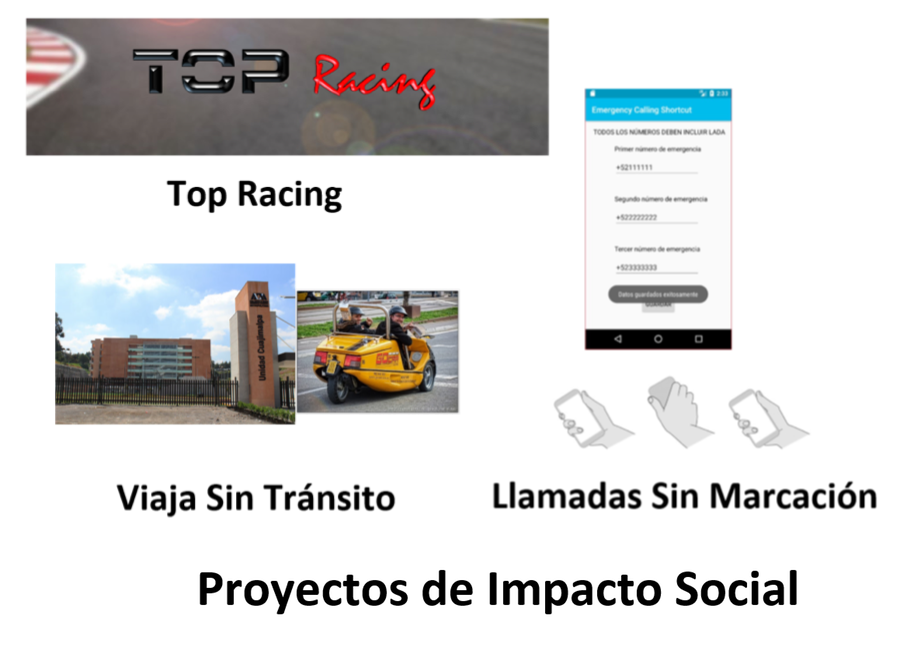 TOP Racing
Top Racing
2:33
Emergency Calling Shortcut
TODOS LOS NÚMEROS DEBEN INCLUIR LADA
Primer número de emergencia
+52111111
Segundo número de emergencia
+522222222
Tercer número de emergencia
+523333333
Datos guardados exitosamente
GUARDAR
Unidad Cuajimalpa
Viaja Sin Tránsito
Llamadas Sin Marcación
Proyectos de Impacto Social